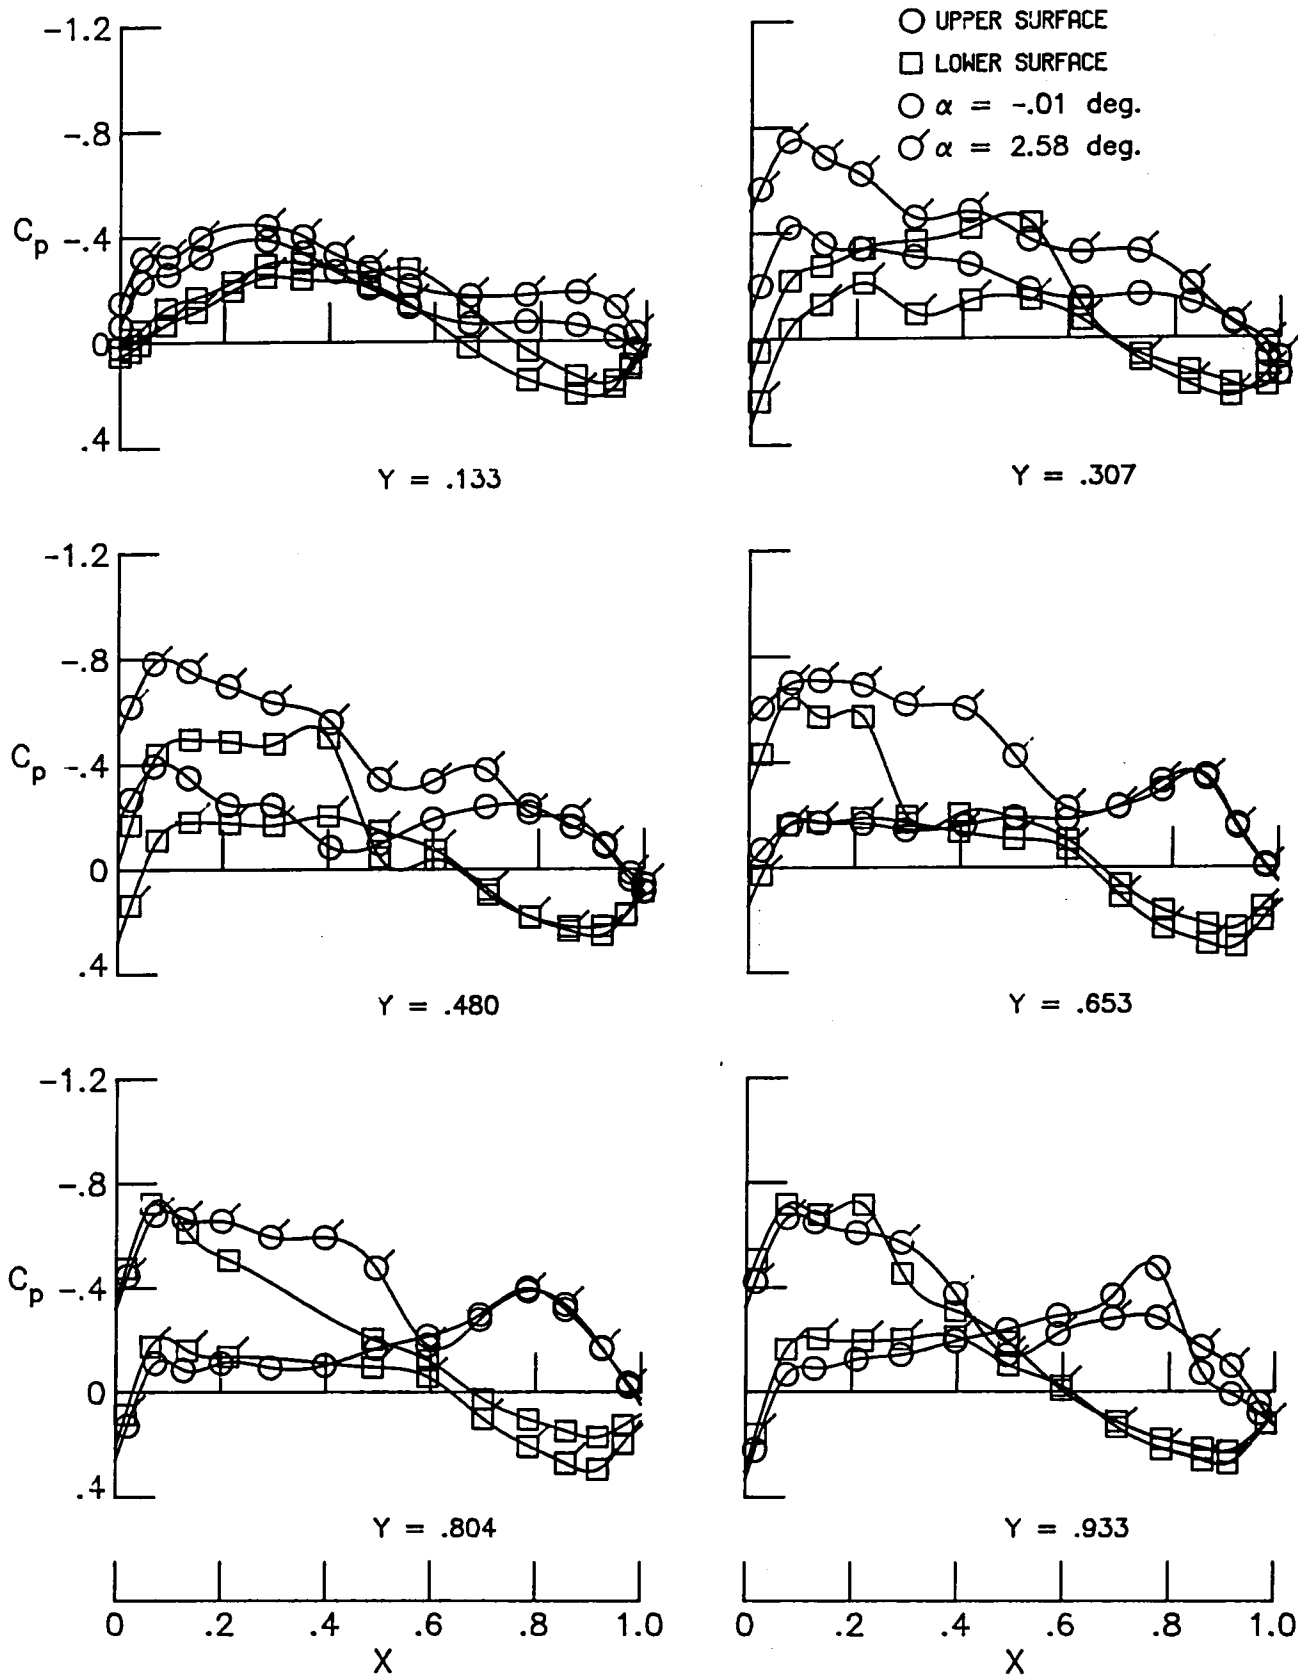 UPPER SURFACE
LOWER SURFACE
α = -.01 deg.
α = 2.58 deg.
-1.2
-.8
Cp -.4
0
.4
Y = .133
Y = .307
-1.2
-.8
Cp -.4
0
.4
Y = .480
Y = .653
-1.2
-.8
Cp -.4
0
.4
Y = .804
Y = .933
0 .2 .4 .6 .8 1.0
X
0 .2 .4 .6 .8 1.0
X